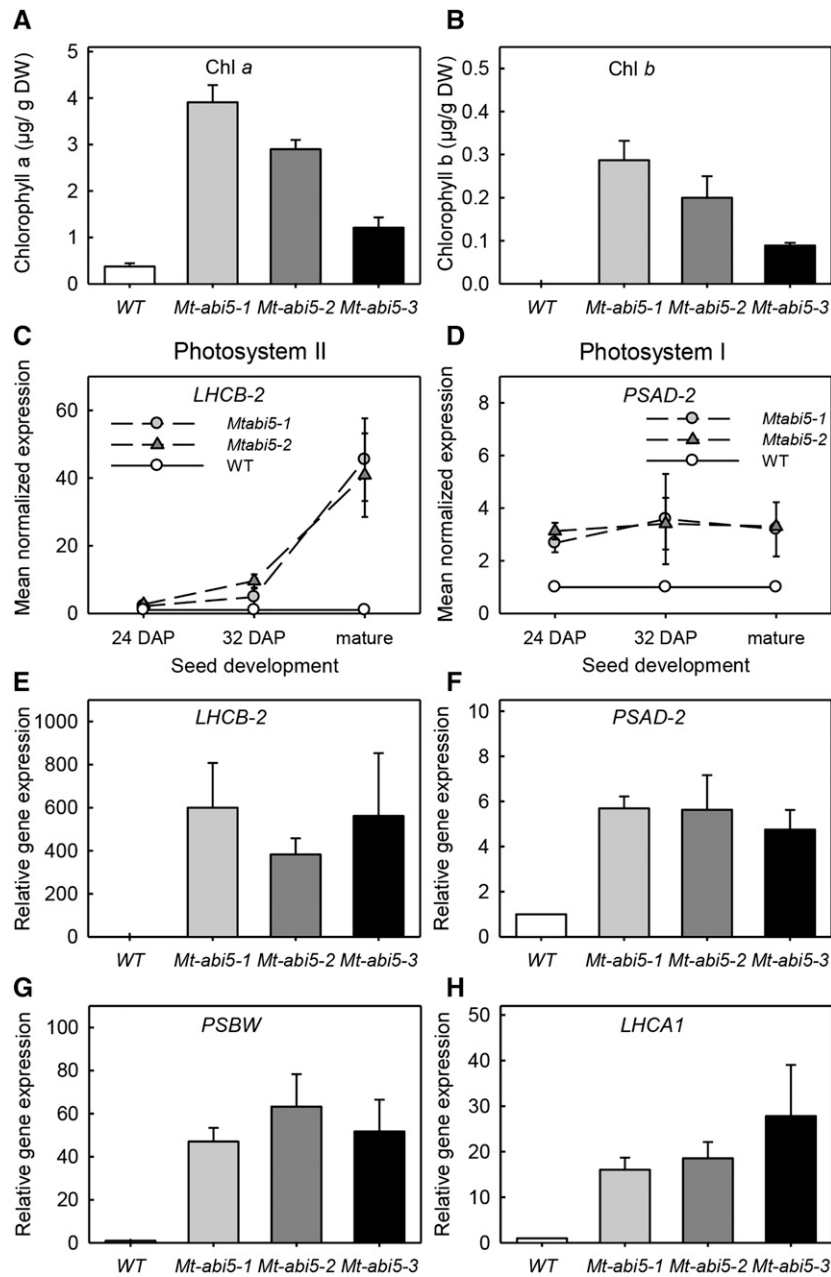 A
Chl a
Chlorophyll a (µg/ g DW)
5
4
3
2
1
0
WT Mt-abi5-1 Mt-abi5-2 Mt-abi5-3
B
Chl b
Chlorophyll b (µg/g DW)
0.5
0.4
0.3
0.2
0.1
0.0
WT Mt-abi5-1 Mt-abi5-2 Mt-abi5-3
C
Photosystem II
LHCB-2
Mtabi5-1
Mtabi5-2
WT
Mean normalized expression
60
40
20
0
24 DAP 32 DAP mature
Seed development
D
Photosystem I
PSAD-2
Mtabi5-1
Mtabi5-2
WT
Mean normalized expression
8
6
4
2
0
24 DAP 32 DAP mature
Seed development
E
LHCB-2
Relative gene expression
1000
800
600
400
200
0
WT Mt-abi5-1 Mt-abi5-2 Mt-abi5-3
F
PSAD-2
Relative gene expression
10
8
6
4
2
0
WT Mt-abi5-1 Mt-abi5-2 Mt-abi5-3
G
PSBW
Relative gene expression
100
80
60
40
20
0
WT Mt-abi5-1 Mt-abi5-2 Mt-abi5-3
H
LHCA1
Relative gene expression
50
40
30
20
10
0
WT Mt-abi5-1 Mt-abi5-2 Mt-abi5-3